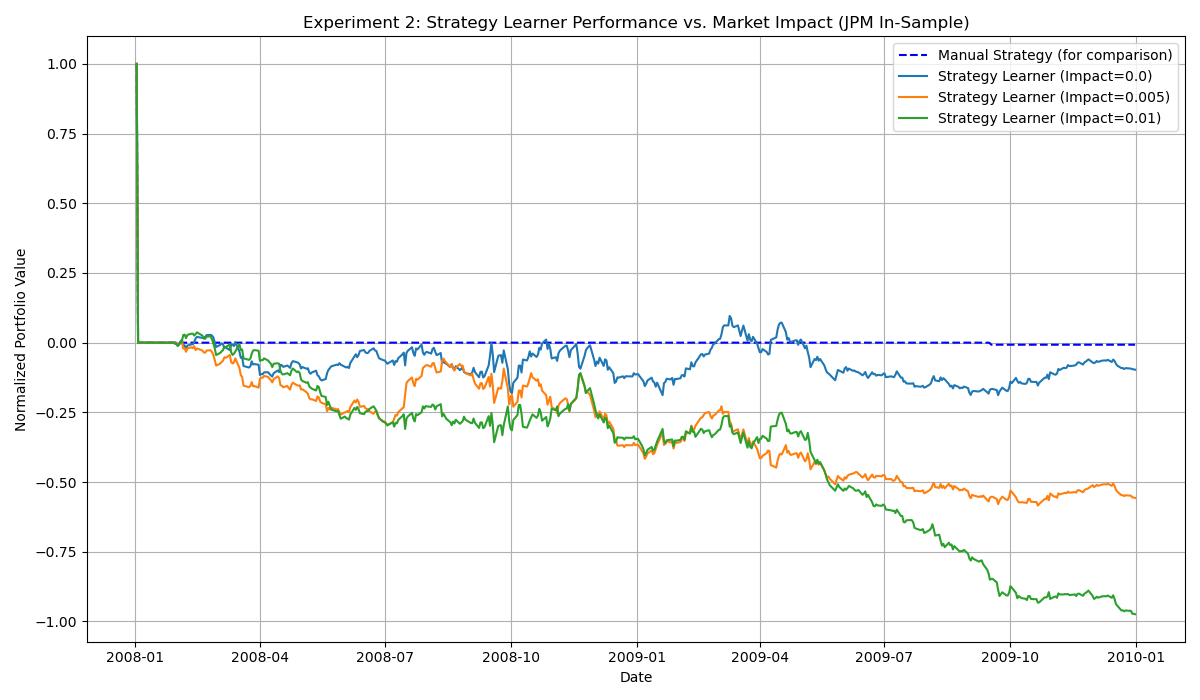 Experiment 2: Strategy Learner Performance vs. Market Impact (JPM In-Sample)
Manual Strategy (for comparison)
Strategy Learner (Impact=0.0)
Strategy Learner (Impact=0.005)
Strategy Learner (Impact=0.01)
Normalized Portfolio Value
1.00
0.75
0.50
0.25
0.00
−0.25
−0.50
−0.75
−1.00
2008-01 2008-04 2008-07 2008-10 2009-01 2009-04 2009-07 2009-10 2010-01
Date